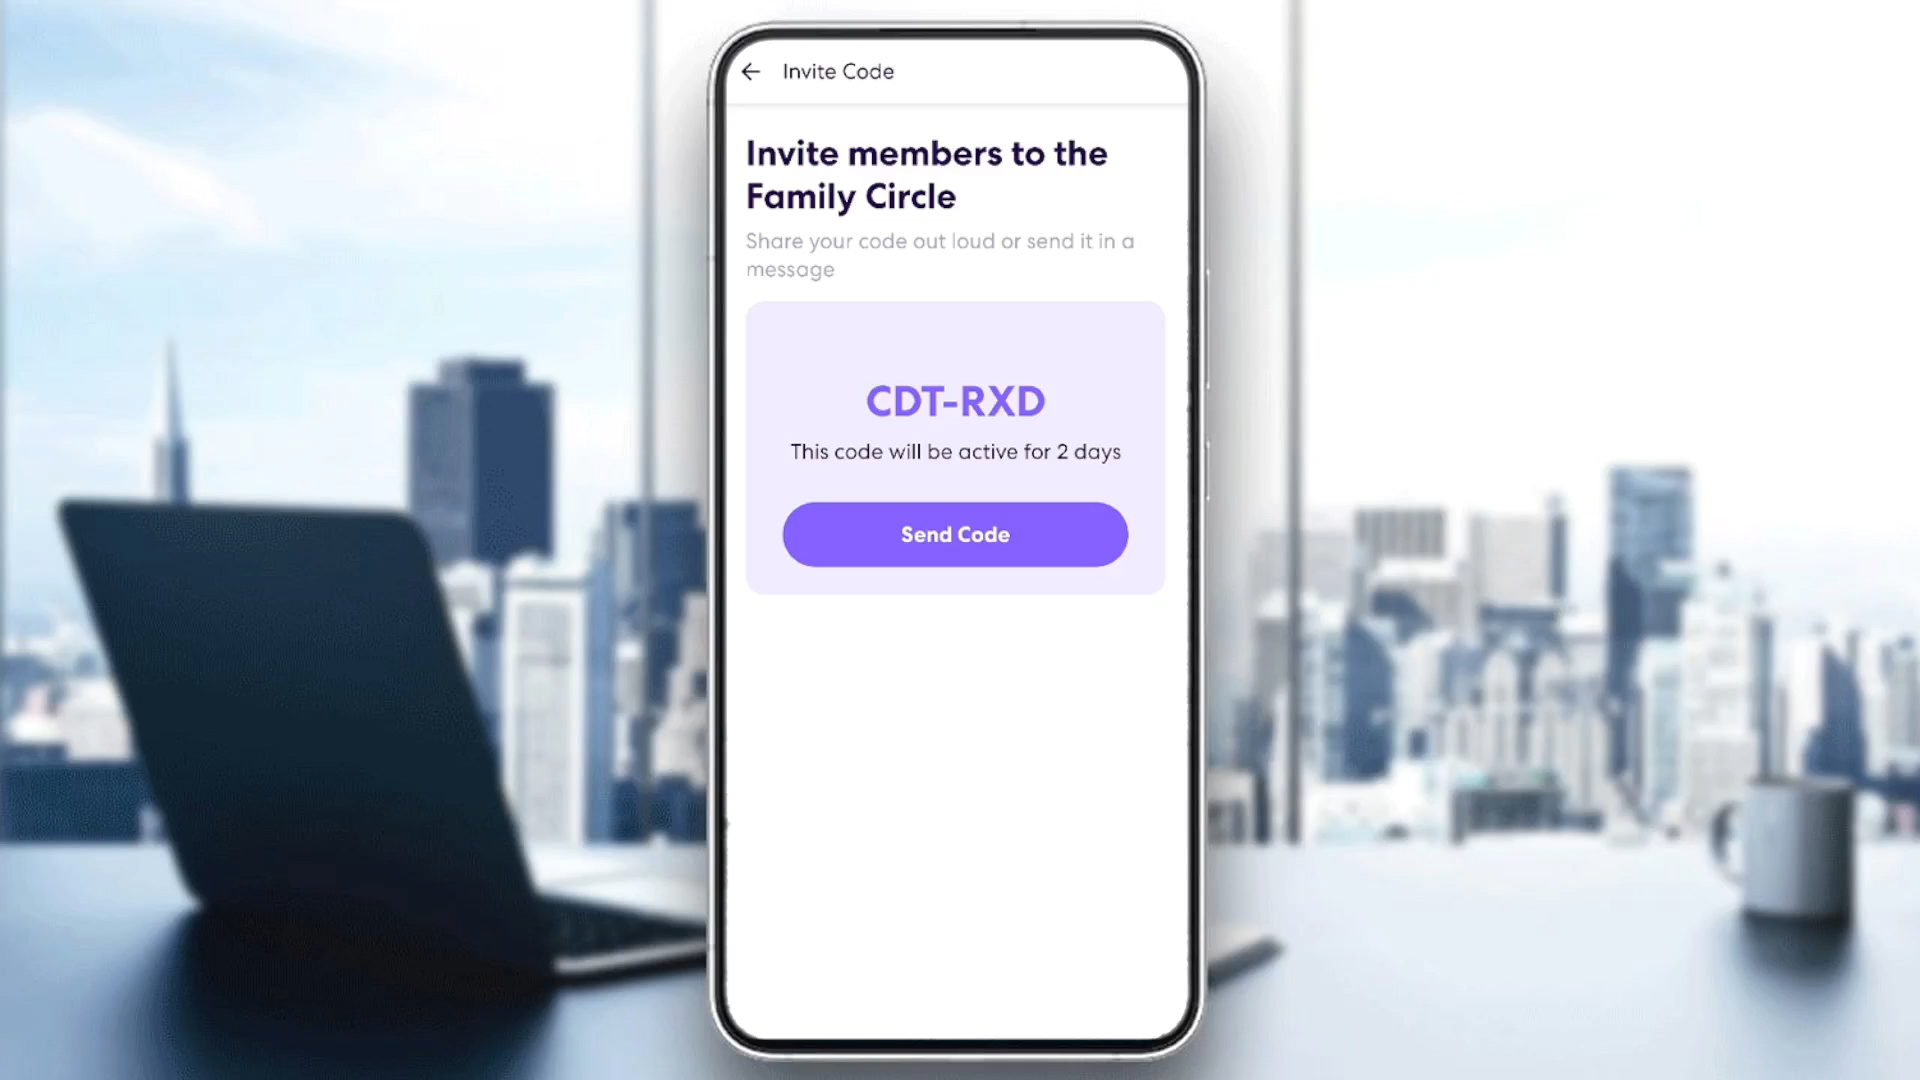 Invite Code
Invite members to the
Family Circle
Share your code out loud or send it in a
message
CDT-RXD
This code will be active for 2 days
Send Code